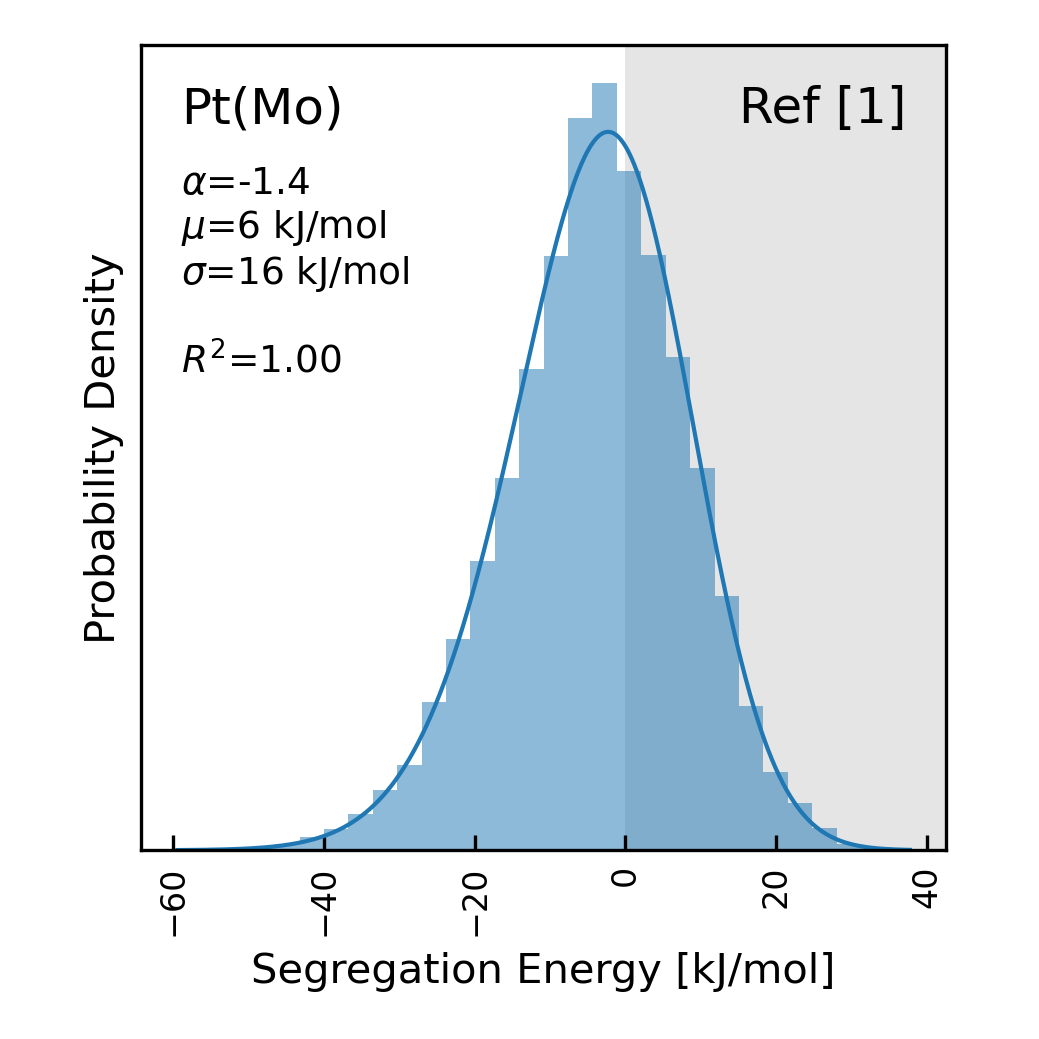 Pt(Mo)
Ref [1]
α=-1.4
μ=6 kJ/mol
σ=16 kJ/mol
R²=1.00
Probability Density
−60
−40
−20
0
20
40
Segregation Energy [kJ/mol]